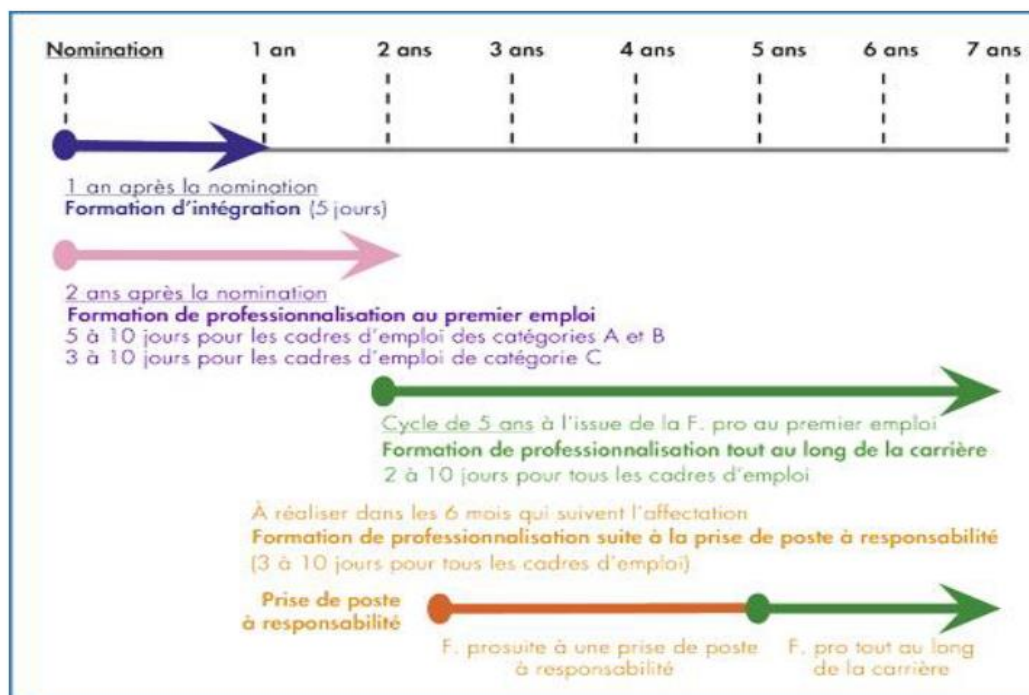 Nomination 1 an 2 ans 3 ans 4 ans 5 ans 6 ans 7 ans
1 an après la nomination
Formation d'intégration (5 jours)
2 ans après la nomination
Formation de professionnalisation au premier emploi
5 à 10 jours pour les cadres d'emploi des catégories A et B
3 à 10 jours pour les cadres d'emploi de catégorie C
Cycle de 5 ans à l'issue de la F. pro au premier emploi
Formation de professionnalisation tout au long de la carrière
2 à 10 jours pour tous les cadres d'emploi
À réaliser dans les 6 mois qui suivent l'affectation
Formation de professionnalisation suite à la prise de poste à responsabilité
(3 à 10 jours pour tous les cadres d'emploi)
Prise de poste
à responsabilité
F. prosuite à une prise de poste
à responsabilité
F. pro tout au long
de la carrière